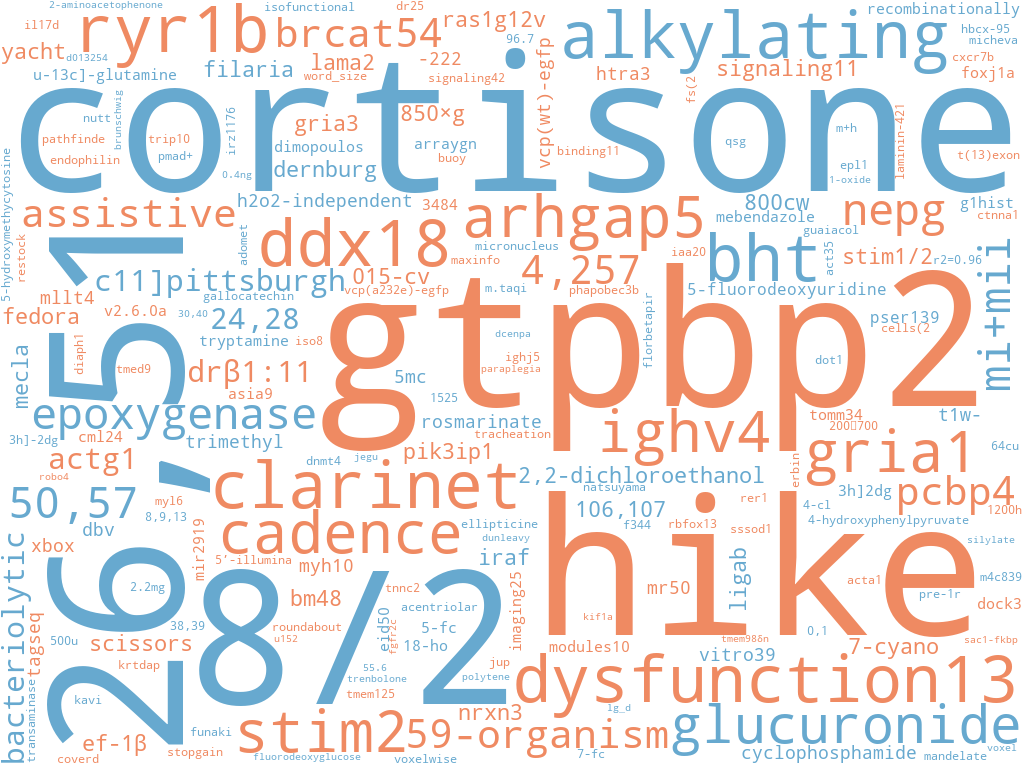 2-aminoacetophenone
isofunctional
dr25
recombinationally
il17d
ryr1b
brcat54
ras1g12v
alkylating
hbcx-95
micheva
yacht
d013254
lama2
-222
96.7
cxcr7b
u-13c]-glutamine
filaria
word_size
signaling42
htra3
signaling11
foxj1a
cortisone
nutt
brunschwig
irz1176
gria3
850×g
vcp(wt)-egfp
fs(2
m+h
laminin-421
pathfinde
trip10
dimopoulos
arraygn
qsg
endophilin
pmad+
buoy
binding11
epl1
t(13)exon
0.4ng
dernburg
1-oxide
5-hydroxymethycytosine
assistive
h2o2-independent
3484
arhgap5
800cw
mebendazole
nepg
g1hist
ctnna1
restock
adomet
ddx18
micronucleus
iaa20
bht
guaiacol
act35
stim1/2
r2=0.96
mi+mii
c11]pittsburgh
015-cv
maxinfo
4,257
mllt4
gallocatechin
vcp(a232e)-egfp
m.taqi
phapobec3b
5-fluorodeoxyuridine
fedora
v2.6.0a
30,40
24,28
gtpbp2
florbetapir
pser139
cells(2
265,51
mecla
diaph1
tryptamine
iso8
dcenpa
ighj5
paraplegia
dot1
tmed9
drβ1:11
5mc
asia9
1525
epoxygenase
rosmarinate
tracheation
ighv4
tomm34
t1w-
3h]-2dg
cml24
trimethyl
pik3ip1
gria1
64cu
actg1
dnmt4
jegu
erbin
robo4
clarinet
2,2-dichloroethanol
natsuyama
rer1
3h]2dg
pcbp4
50,57
myl6
8,9,13
106,107
4-cl
1200h
dbv
mir2919
cadence
ellipticine
dunleavy
f344
rbfox13
sssod1
4-hydroxyphenylpyruvate
xbox
5′-illumina
iraf
hike
silylate
bacteriolytic
tagseq
2.2mg
myh10
8/2
tnnc2
imaging25
mr50
ligab
acta1
m4c839
bm48
acentriolar
pre-1r
dock3
500u
38,39
roundabout
u152
eid50
fgfr2c
5-fc
kif1a
0,1
scissors
18-ho
modules10
tmem98δn
7-cyano
sac1-fkbp
transaminase
krtdap
55.6
trenbolone
jup
polytene
vitro39
kavi
tmem125
dysfunction13
ef-1β
funaki
stim2
nrxn3
lg_d
59-organism
glucuronide
coverd
stopgain
fluorodeoxyglucose
voxelwise
7-fc
cyclophosphamide
mandelate
voxel